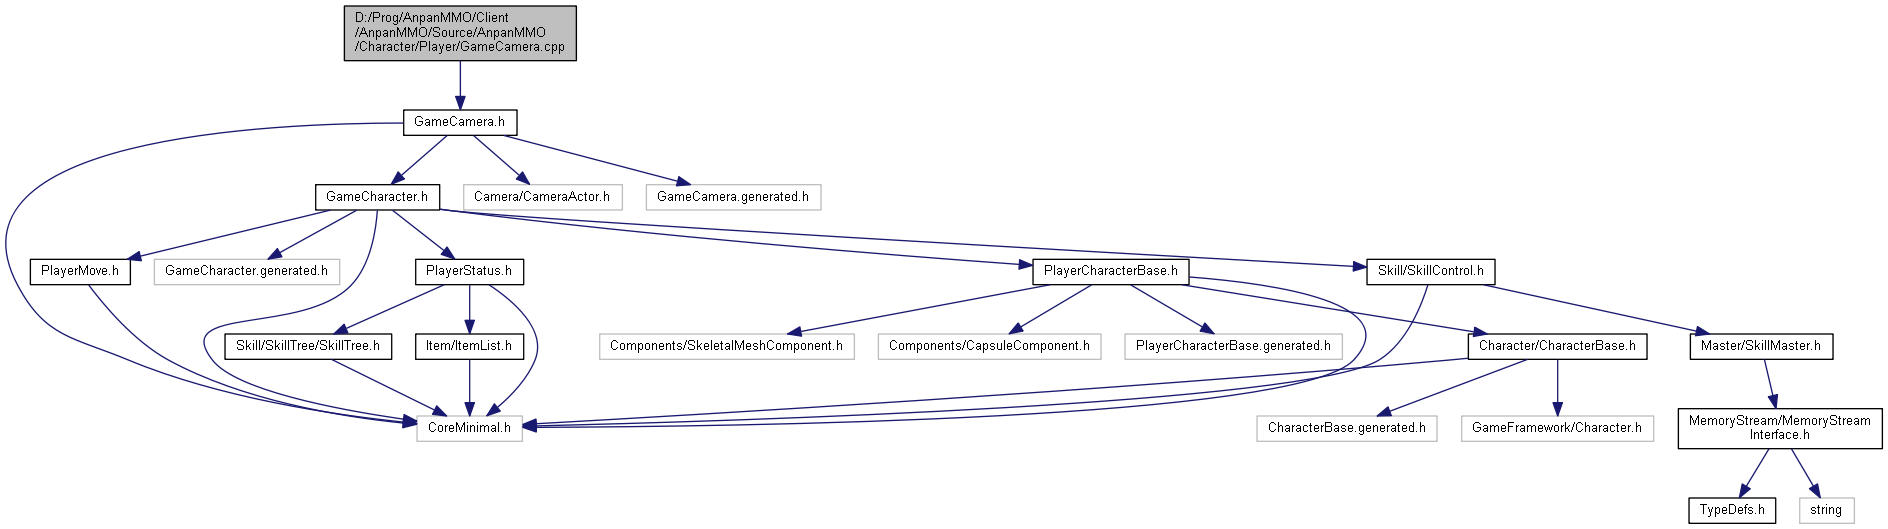 D:/Prog/AnpanMMO/Client
/AnpanMMO/Source/AnpanMMO
/Character/Player/GameCamera.cpp
GameCamera.h
GameCharacter.h
Camera/CameraActor.h
GameCamera.generated.h
PlayerMove.h
GameCharacter.generated.h
PlayerStatus.h
PlayerCharacterBase.h
Skill/SkillControl.h
Skill/SkillTree/SkillTree.h
Item/ItemList.h
Components/SkeletalMeshComponent.h
Components/CapsuleComponent.h
PlayerCharacterBase.generated.h
Character/CharacterBase.h
Master/SkillMaster.h
CoreMinimal.h
CharacterBase.generated.h
GameFramework/Character.h
MemoryStream/MemoryStream
Interface.h
TypeDefs.h
string